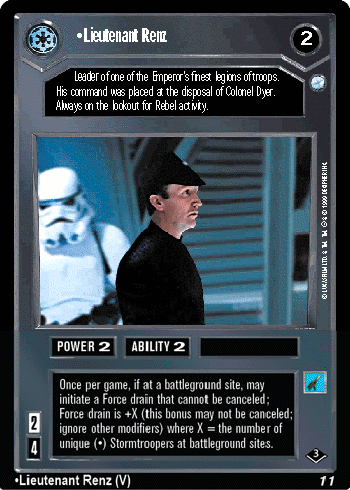 •Lieutenant Renz
2
Leader of one of the Emperor's finest legions of troops.
His command was placed at the disposal of Colonel Dyer.
Always on the lookout for Rebel activity.
POWER 2
ABILITY 2
Once per game, if at a battleground site, may
initiate a Force drain that cannot be canceled;
Force drain is +X (this bonus may not be canceled;
ignore other modifiers) where X = the number of
unique (•) Stormtroopers at battleground sites.
2
4
3
•Lieutenant Renz (V)
11